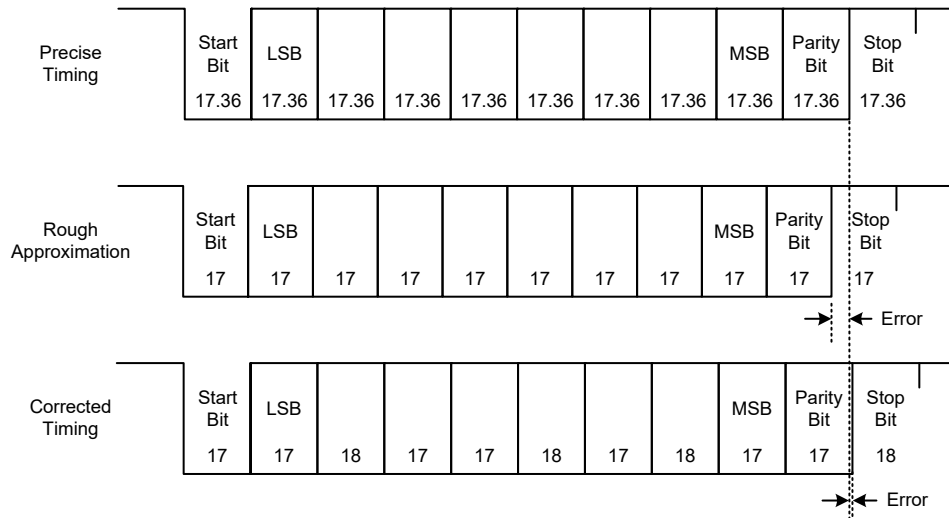 Precise
Timing
Start
Bit
LSB
MSB
Parity
Bit
Stop
Bit
17.36 17.36 17.36 17.36 17.36 17.36 17.36 17.36 17.36 17.36 17.36
Rough
Approximation
Start
Bit
LSB
MSB
Parity
Bit
Stop
Bit
17 17 17 17 17 17 17 17 17 17 17
Error
Corrected
Timing
Start
Bit
LSB
MSB
Parity
Bit
Stop
Bit
17 17 18 17 17 18 17 18 17 17 18
Error